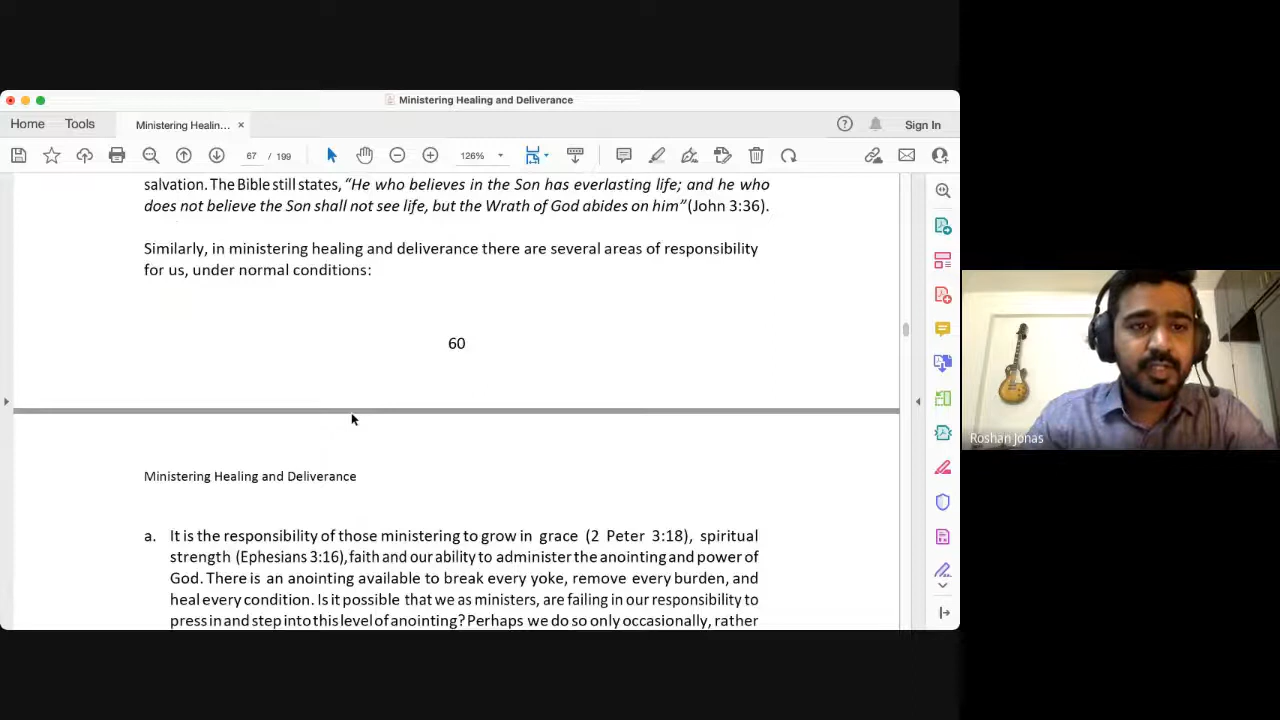 Ministering Healing and Deliverance
Home Tools Ministering Healin... × Sign In
67 / 199 126%
salvation. The Bible still states, "He who believes in the Son has everlasting life; and he who
does not believe the Son shall not see life, but the Wrath of God abides on him" (John 3:36).
Similarly, in ministering healing and deliverance there are several areas of responsibility
for us, under normal conditions:
60
Ministering Healing and Deliverance
a. It is the responsibility of those ministering to grow in grace (2 Peter 3:18), spiritual
strength (Ephesians 3:16), faith and our ability to administer the anointing and power of
God. There is an anointing available to break every yoke, remove every burden, and
heal every condition. Is it possible that we as ministers, are failing in our responsibility to
press in and step into this level of anointing? Perhaps we do so only occasionally, rather
Roshan Jonas